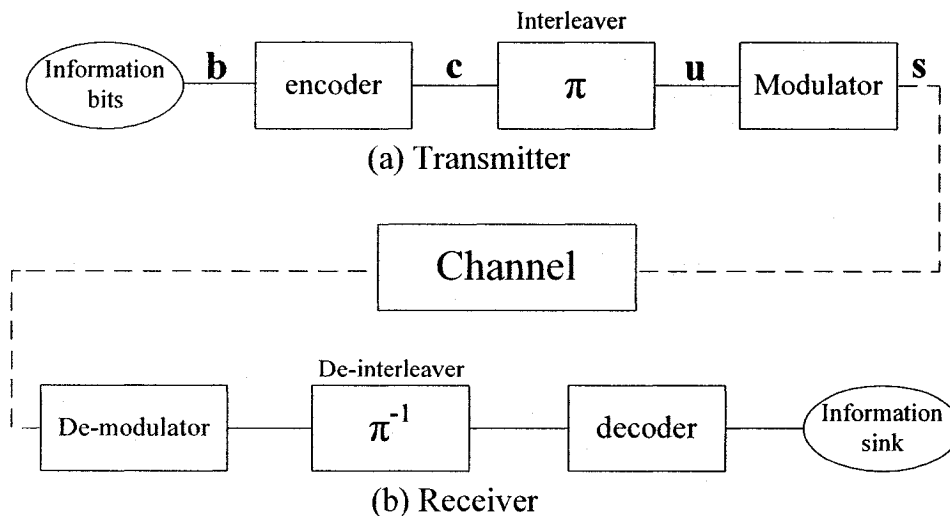 Interleaver
Information
bits
b
encoder
c
π
u
Modulator
s
(a) Transmitter
Channel
De-interleaver
De-modulator
π⁻¹
decoder
Information
sink
(b) Receiver